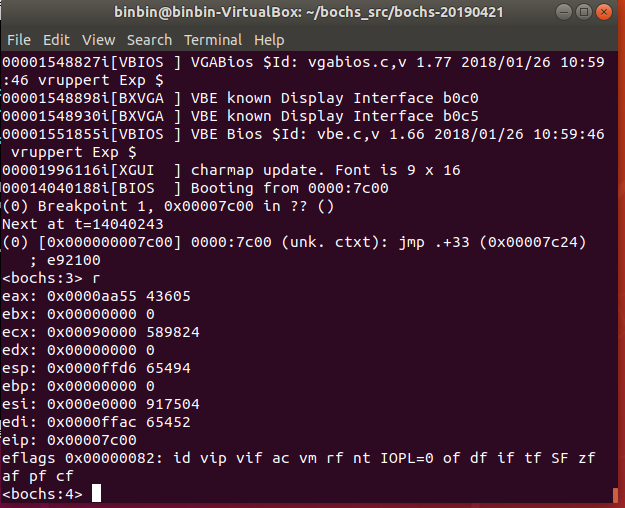 binbin@binbin-VirtualBox: ~/bochs_src/bochs-20190421
File Edit View Search Terminal Help
00001548827i[VBIOS ] VGABios $Id: vgabios.c,v 1.77 2018/01/26 10:59
:46 vruppert Exp $
00001548898i[BXVGA ] VBE known Display Interface b0c0
00001548930i[BXVGA ] VBE known Display Interface b0c5
00001551855i[VBIOS ] VBE Bios $Id: vbe.c,v 1.66 2018/01/26 10:59:46
 vruppert Exp $
00001996116i[XGUI  ] charmap update. Font is 9 x 16
00014040188i[BIOS  ] Booting from 0000:7c00
(0) Breakpoint 1, 0x00007c00 in ?? ()
Next at t=14040243
(0) [0x000000007c00] 0000:7c00 (unk. ctxt): jmp .+33 (0x00007c24)
   ; e92100
<bochs:3> r
eax: 0x0000aa55 43605
ebx: 0x00000000 0
ecx: 0x00090000 589824
edx: 0x00000000 0
esp: 0x0000ffd6 65494
ebp: 0x00000000 0
esi: 0x000e0000 917504
edi: 0x0000ffac 65452
eip: 0x00007c00
eflags 0x00000082: id vip vif ac vm rf nt IOPL=0 of df if tf SF zf
af pf cf
<bochs:4>